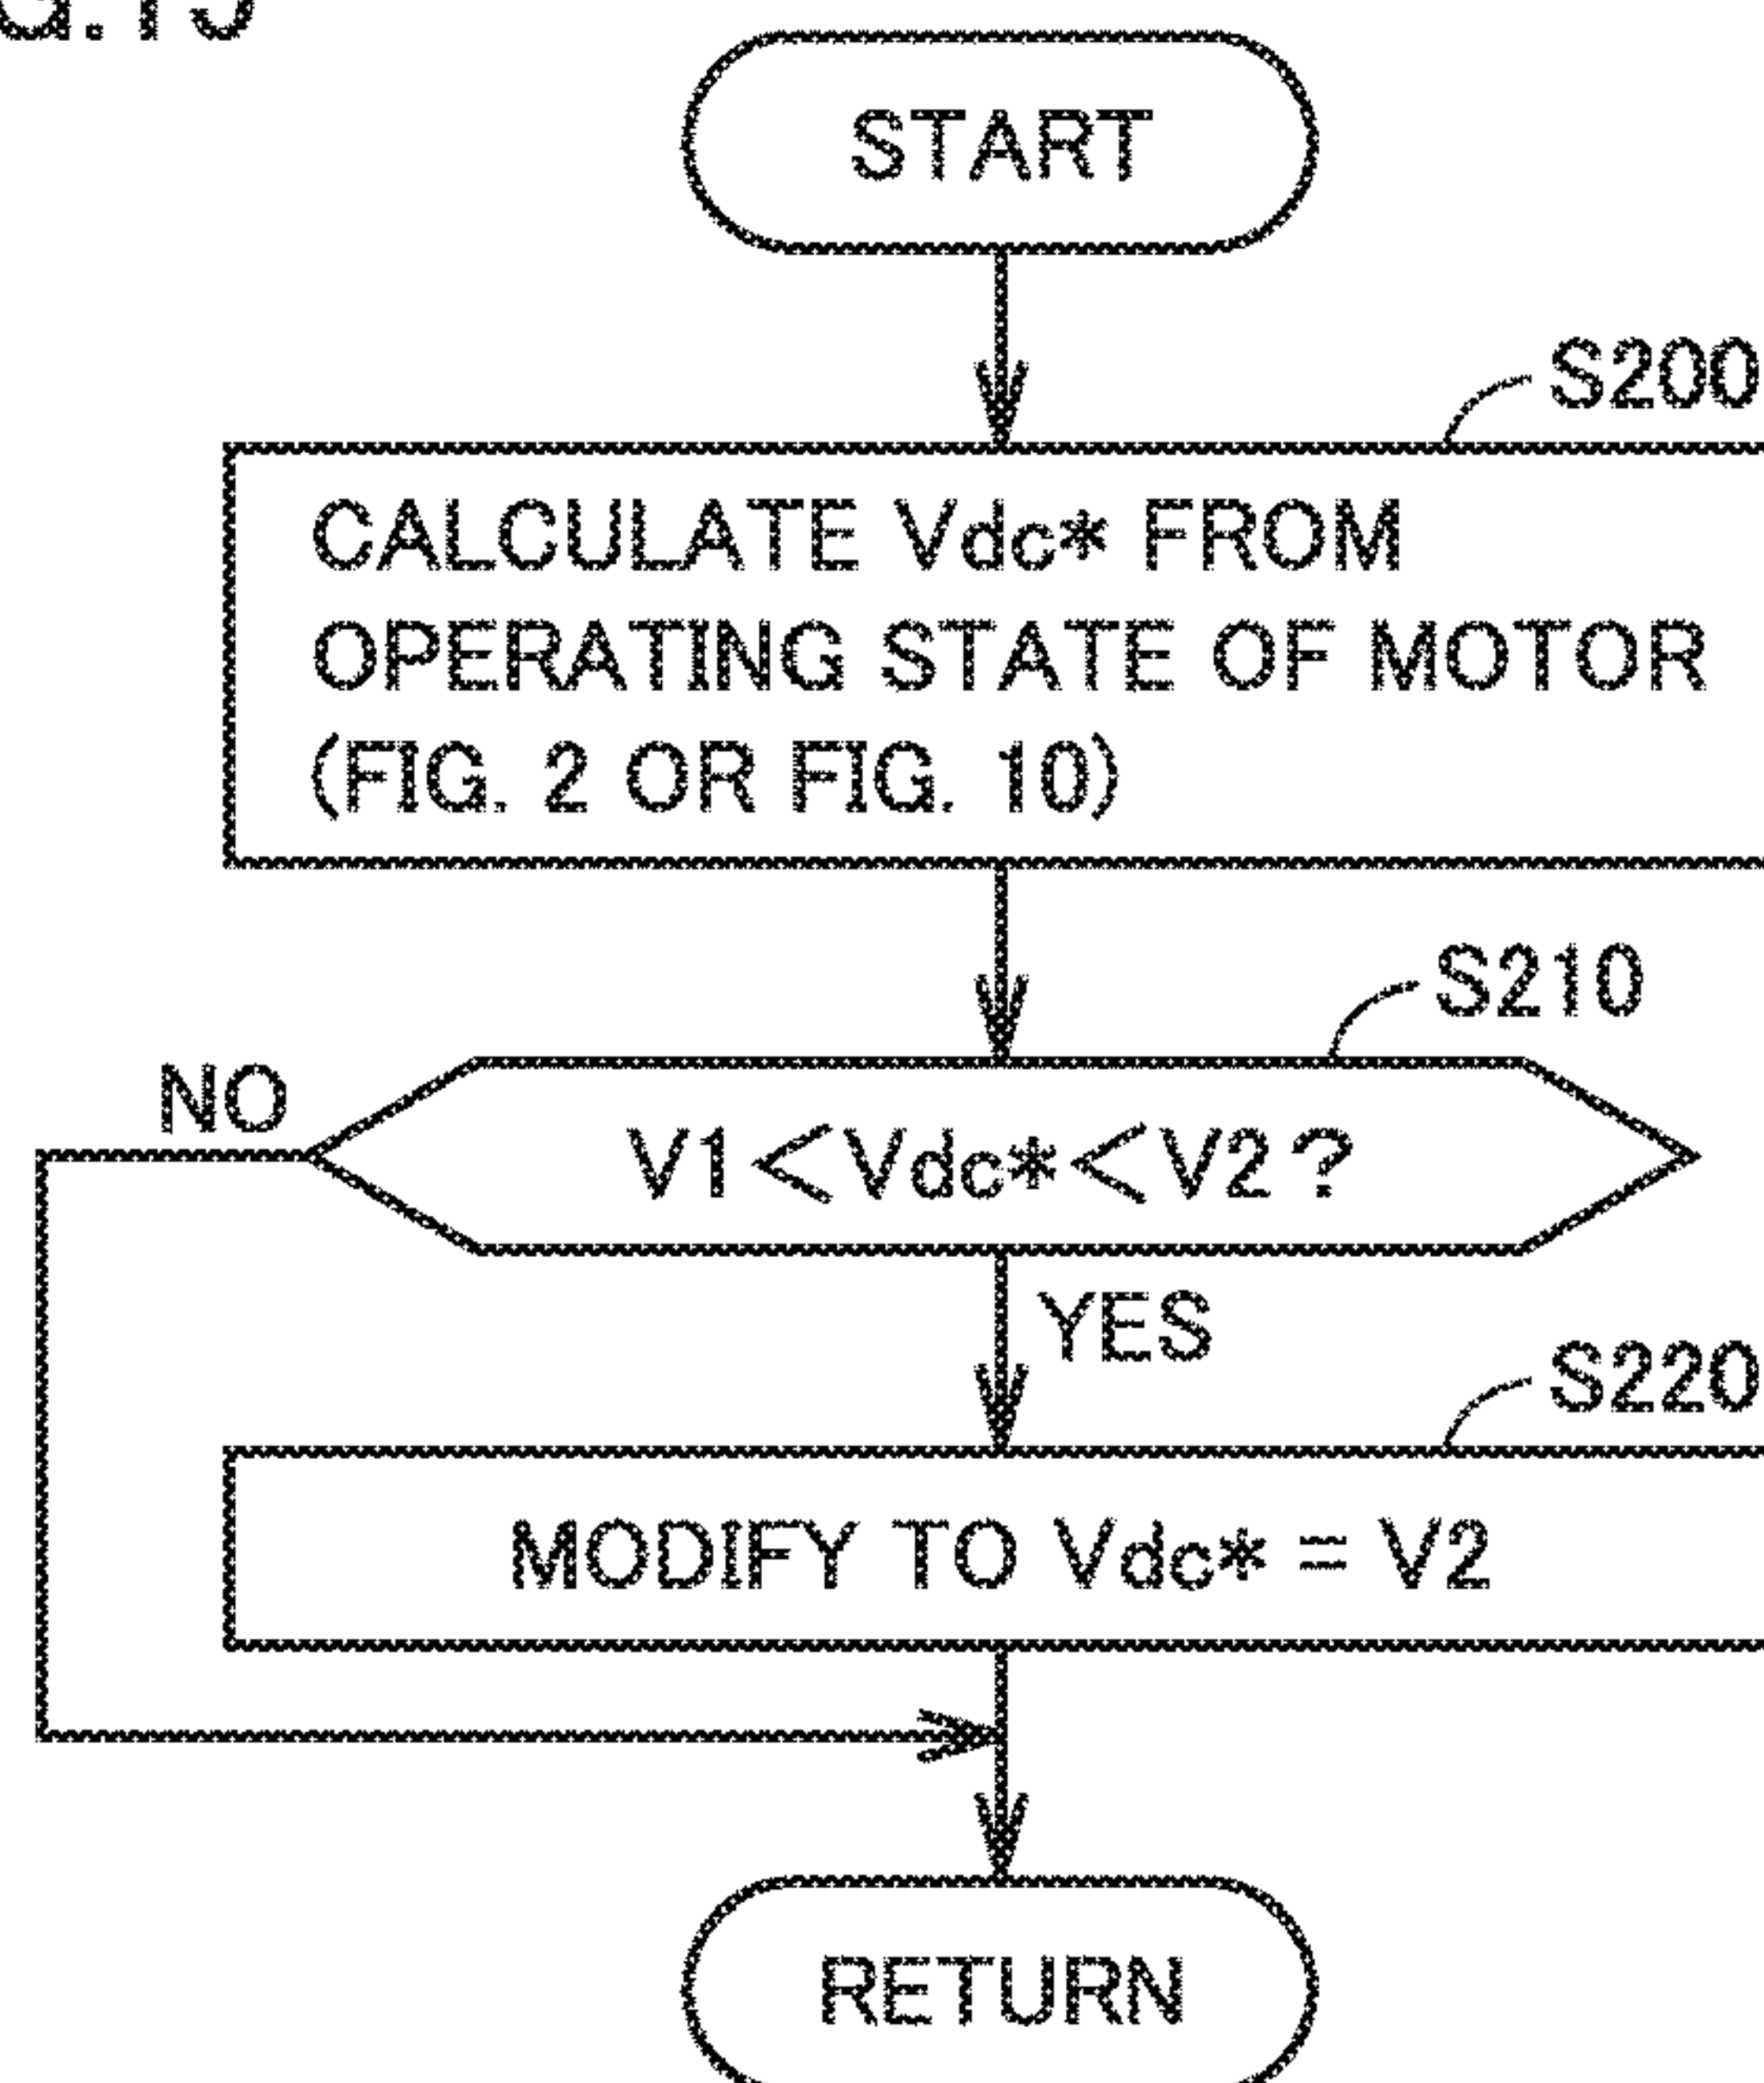 START
S200
CALCULATE Vdc* FROM
OPERATING STATE OF MOTOR
(FIG. 2 OR FIG. 10)
S210
NO
V1<Vdc*<V2?
YES
S220
MODIFY TO Vdc* = V2
RETURN